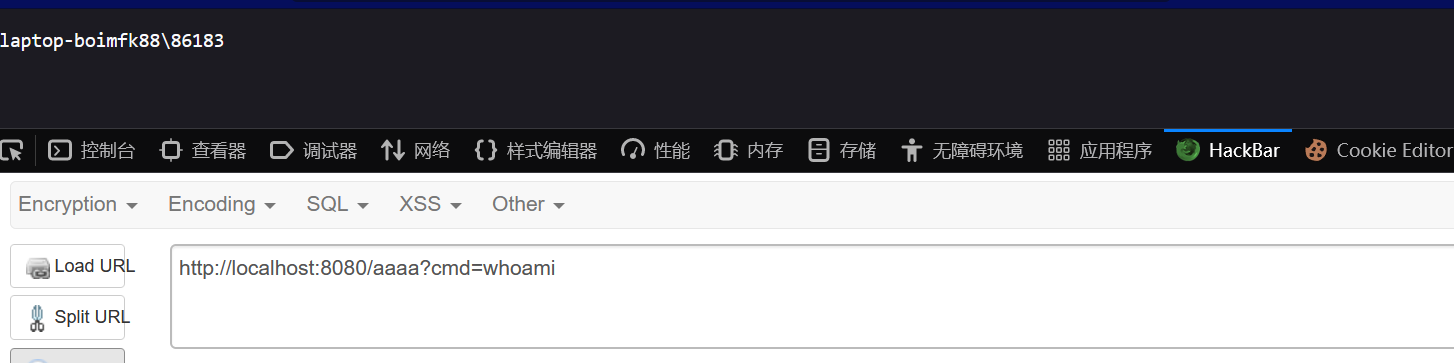 laptop-boimfk88\86183
控制台 查看器 调试器 网络 样式编辑器 性能 内存 存储 无障碍环境 应用程序 HackBar Cookie Editor
Encryption Encoding SQL XSS Other
Load URL
http://localhost:8080/aaaa?cmd=whoami
Split URL